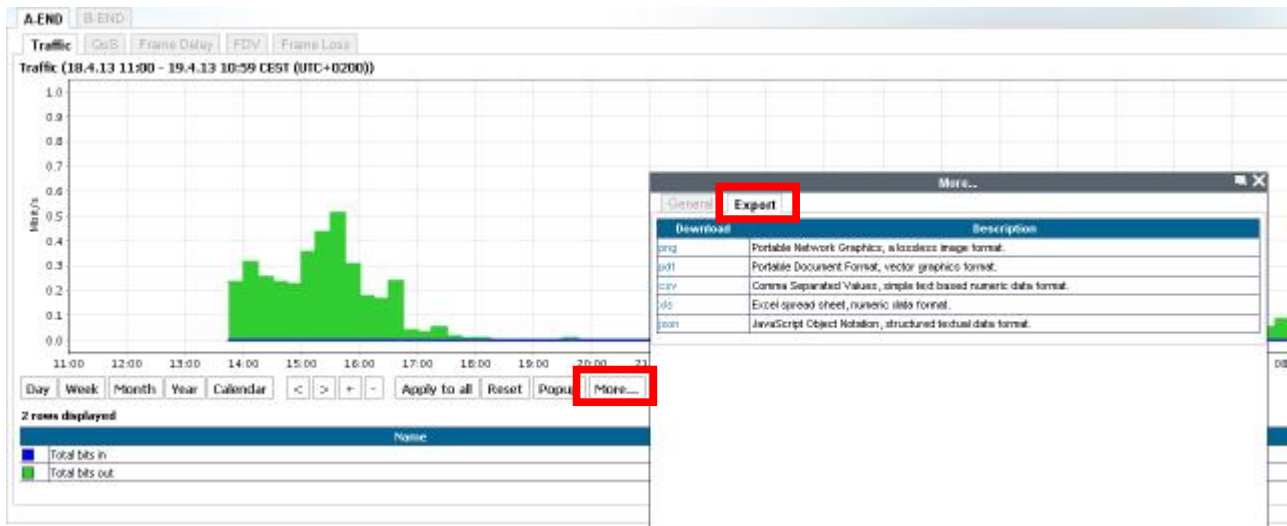 A-END B-END
Traffic QoS Frame Delay FDV Frame Loss
Traffic (18.4.13 11:00 - 19.4.13 10:59 CEST (UTC+0200))
1.0
0.9
0.8
0.7
0.6
0.5
0.4
0.3
0.2
0.1
0.0
Mbit/s
11:00 12:00 13:00 14:00 15:00 16:00 17:00 18:00 19:00 20:00 21
08
Day Week Month Year Calendar < > + - Apply to all Reset Popup More...
2 rows displayed
Name
Total bits in
Total bits out
More...
General Export
Download Description
png Portable Network Graphics, a lossless image format.
pdf Portable Document Format, vector graphics format.
csv Comma Separated Values, simple text based numeric data format.
xls Excel spread sheet, numeric data format.
json JavaScript Object Notation, structured textual data format.